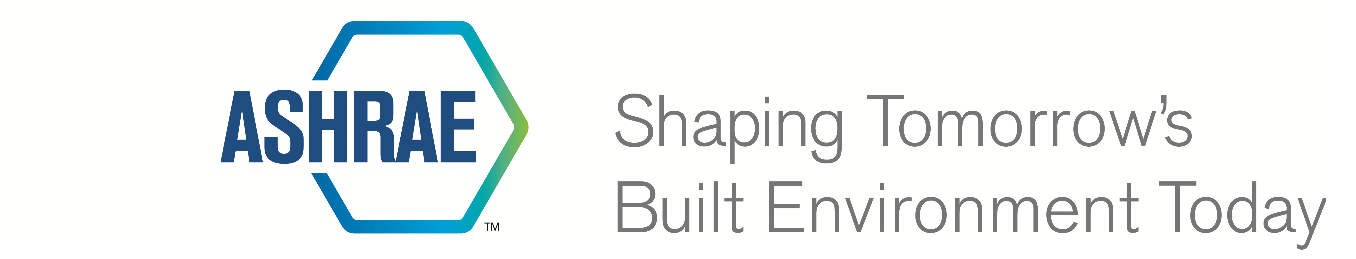 ASHRAE
TM
Shaping Tomorrow's
Built Environment Today